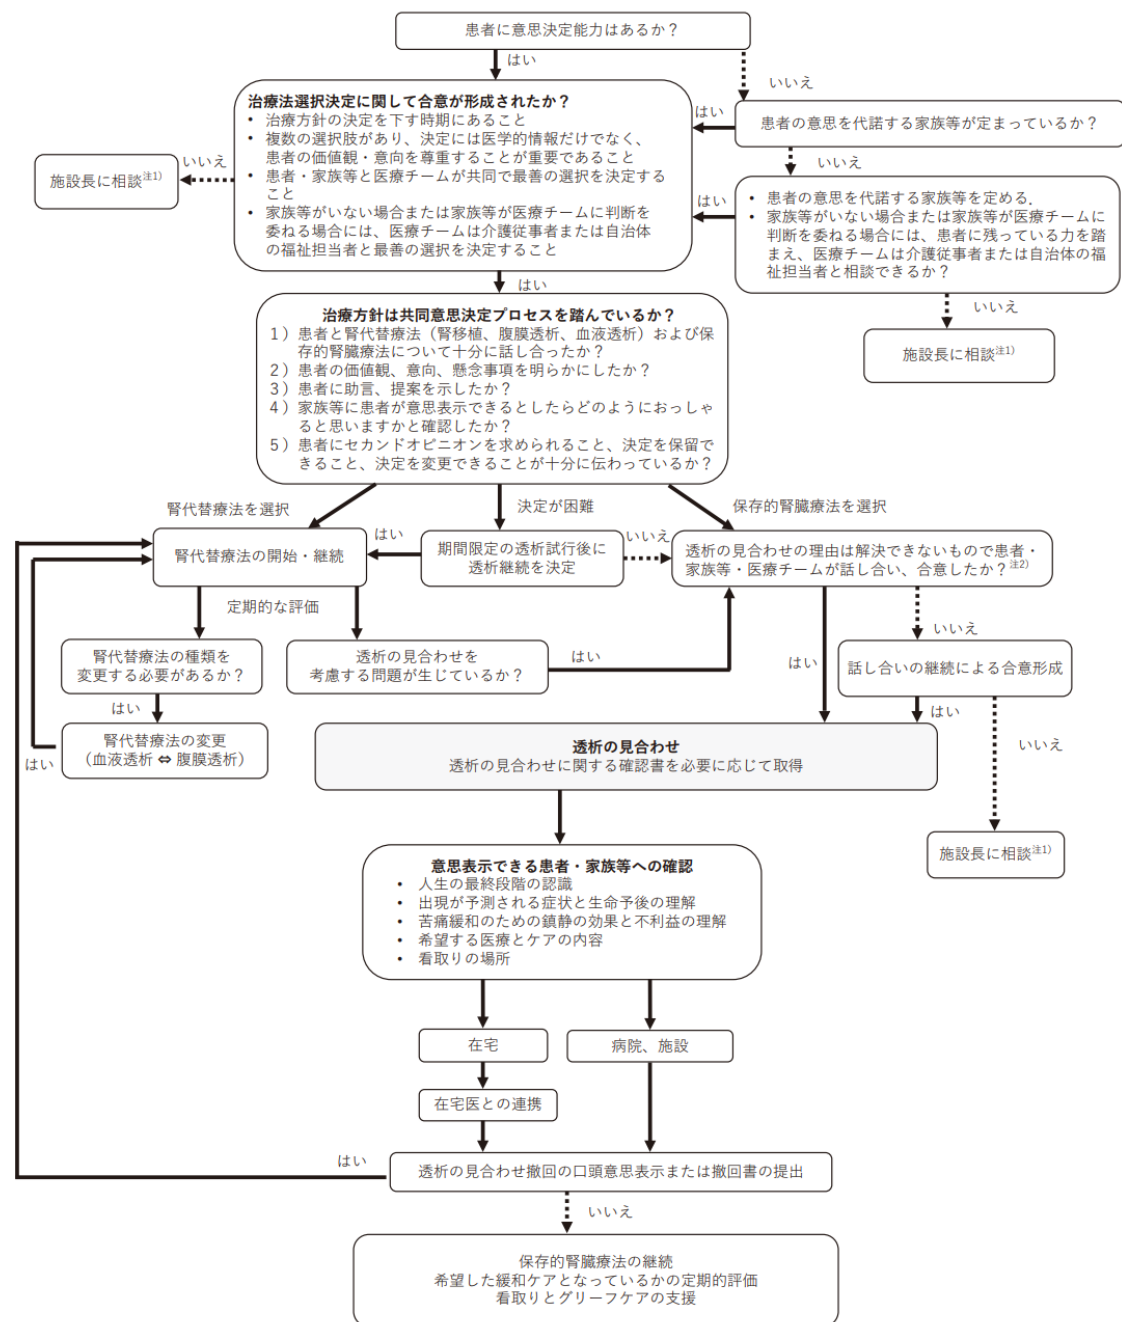 患者に意思決定能力はあるか？
はい
いいえ
治療法選択決定に関して合意が形成されたか？
• 治療方針の決定を下す時期にあること
• 複数の選択肢があり、決定には医学的情報だけでなく、
患者の価値観・意向を尊重することが重要であること
• 患者・家族等と医療チームが共同で最善の選択を決定する
こと
• 家族等がいない場合または家族等が医療チームに判断を
委ねる場合には、医療チームは介護従事者または自治体
の福祉担当者と最善の選択を決定すること
はい
患者の意思を代諾する家族等が定まっているか？
いいえ
いいえ
施設長に相談注1)
はい
• 患者の意思を代諾する家族等を定める.
• 家族等がいない場合または家族等が医療チームに
判断を委ねる場合には、患者に残っている力を踏
まえ、医療チームは介護従事者または自治体の福
祉担当者と相談できるか？
はい
いいえ
施設長に相談注1)
治療方針は共同意思決定プロセスを踏んでいるか？
1）患者と腎代替療法（腎移植、腹膜透析、血液透析）および保
存的腎臓療法について十分に話し合ったか？
2）患者の価値観、意向、懸念事項を明らかにしたか？
3）患者に助言、提案を示したか？
4）家族等に患者が意思表示できるとしたらどのようにおっしゃ
ると思いますかと確認したか？
5）患者にセカンドオピニオンを求められること、決定を保留で
きること、決定を変更できることが十分に伝わっているか？
腎代替療法を選択
決定が困難
保存的腎臓療法を選択
腎代替療法の開始・継続
はい
期間限定の透析試行後に
透析継続を決定
いいえ
透析の見合わせの理由は解決できないもので患者・
家族等・医療チームが話し合い、合意したか？注2)
定期的な評価
いいえ
腎代替療法の種類を
変更する必要があるか？
透析の見合わせを
考慮する問題が生じているか？
はい
はい
話し合いの継続による合意形成
はい
はい
いいえ
腎代替療法の変更
（血液透析 ⇔ 腹膜透析）
はい
透析の見合わせ
透析の見合わせに関する確認書を必要に応じて取得
施設長に相談注1)
意思表示できる患者・家族等への確認
• 人生の最終段階の認識
• 出現が予測される症状と生命予後の理解
• 苦痛緩和のための鎮静の効果と不利益の理解
• 希望する医療とケアの内容
• 看取りの場所
在宅
病院、施設
在宅医との連携
はい
透析の見合わせ撤回の口頭意思表示または撤回書の提出
いいえ
保存的腎臓療法の継続
希望した緩和ケアとなっているかの定期的評価
看取りとグリーフケアの支援